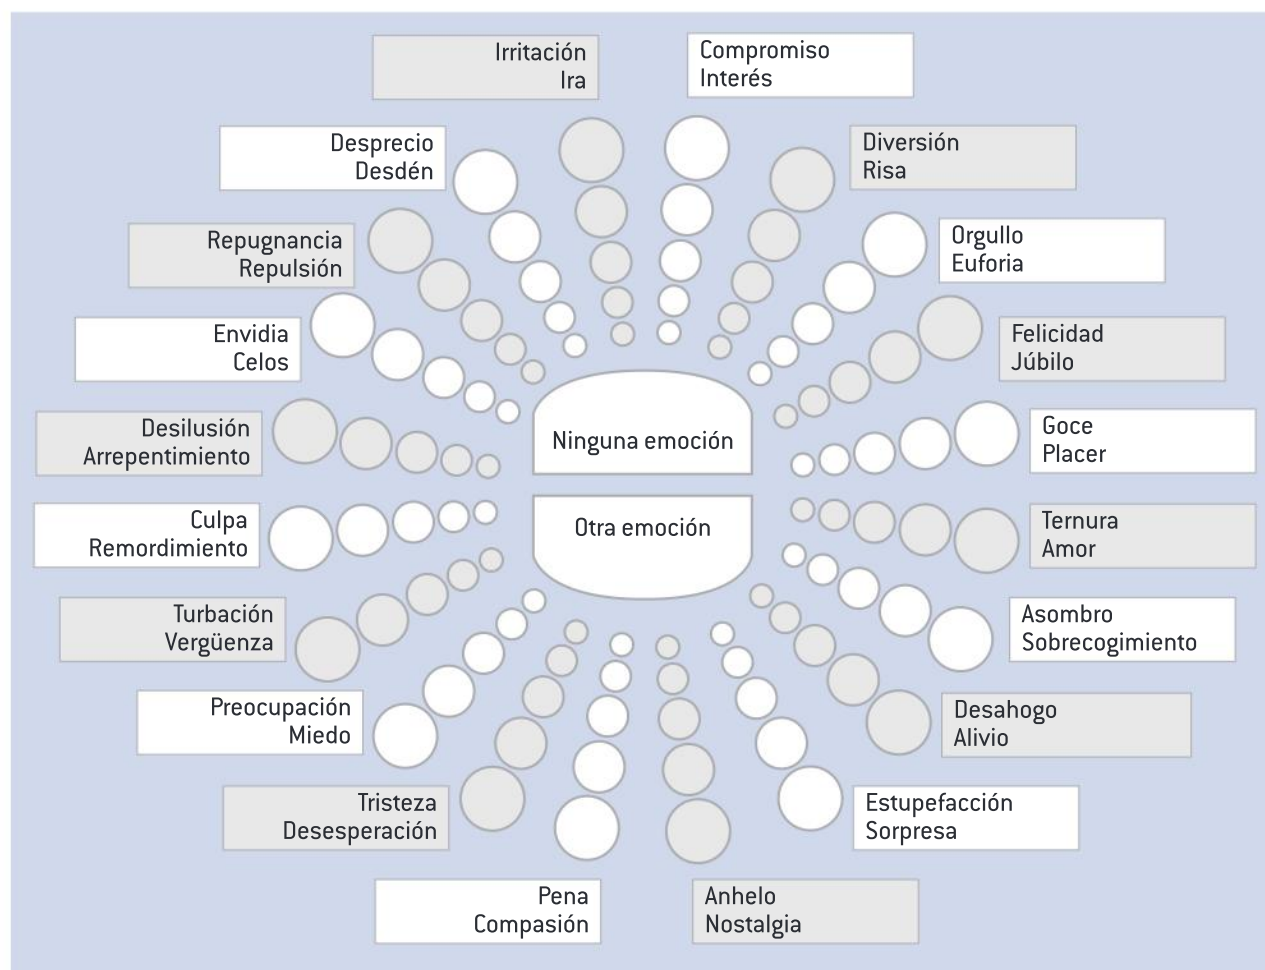 Irritación
Ira
Compromiso
Interés
Desprecio
Desdén
Diversión
Risa
Repugnancia
Repulsión
Orgullo
Euforia
Envidia
Celos
Felicidad
Júbilo
Desilusión
Arrepentimiento
Ninguna emoción
Goce
Placer
Culpa
Remordimiento
Otra emoción
Ternura
Amor
Turbación
Vergüenza
Asombro
Sobrecogimiento
Preocupación
Miedo
Desahogo
Alivio
Tristeza
Desesperación
Estupefacción
Sorpresa
Pena
Compasión
Anhelo
Nostalgia